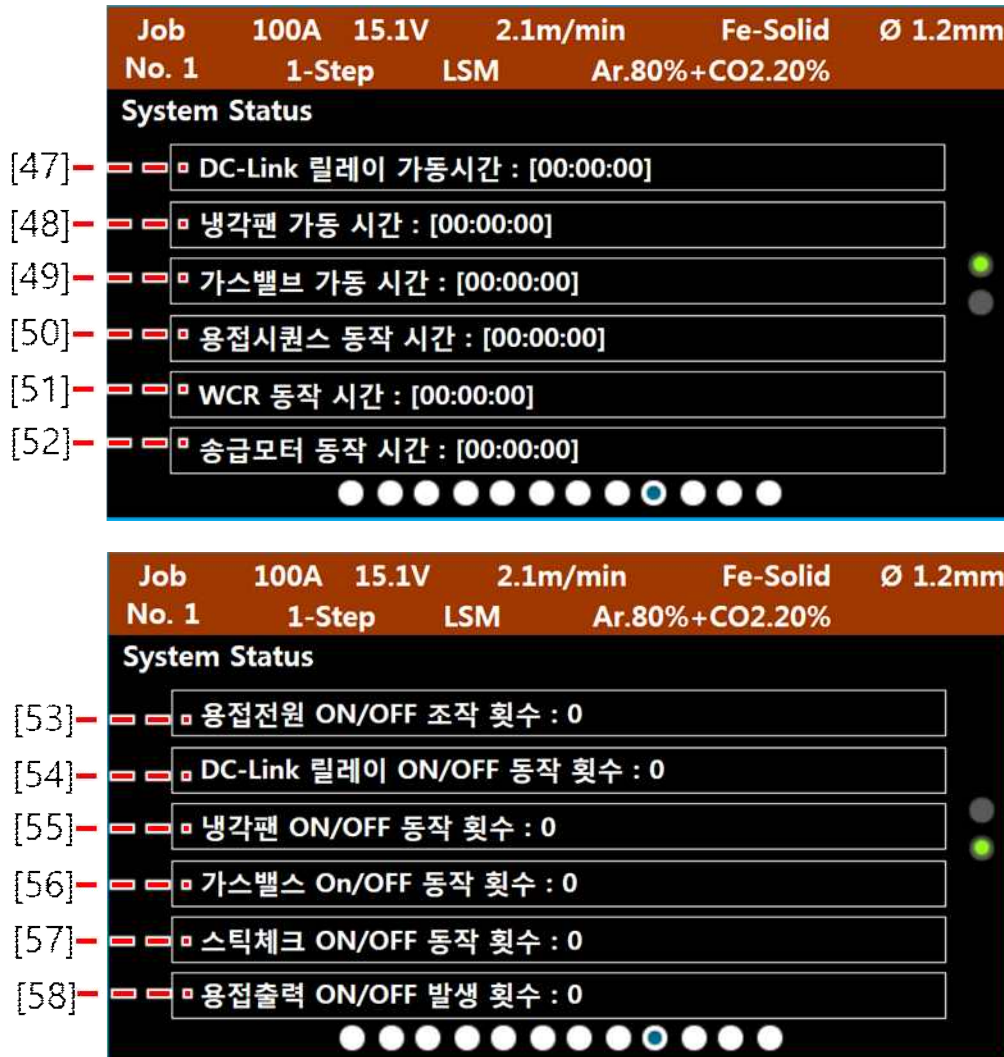 Job 100A 15.1V 2.1m/min Fe-Solid Ø 1.2mm
No. 1 1-Step LSM Ar.80%+CO2.20%
System Status
[47] DC-Link 릴레이 가동시간 : [00:00:00]
[48] 냉각팬 가동 시간 : [00:00:00]
[49] 가스밸브 가동 시간 : [00:00:00]
[50] 용접시퀀스 동작 시간 : [00:00:00]
[51] WCR 동작 시간 : [00:00:00]
[52] 송급모터 동작 시간 : [00:00:00]
Job 100A 15.1V 2.1m/min Fe-Solid Ø 1.2mm
No. 1 1-Step LSM Ar.80%+CO2.20%
System Status
[53] 용접전원 ON/OFF 조작 횟수 : 0
[54] DC-Link 릴레이 ON/OFF 동작 횟수 : 0
[55] 냉각팬 ON/OFF 동작 횟수 : 0
[56] 가스밸스 On/OFF 동작 횟수 : 0
[57] 스틱체크 ON/OFF 동작 횟수 : 0
[58] 용접출력 ON/OFF 발생 횟수 : 0